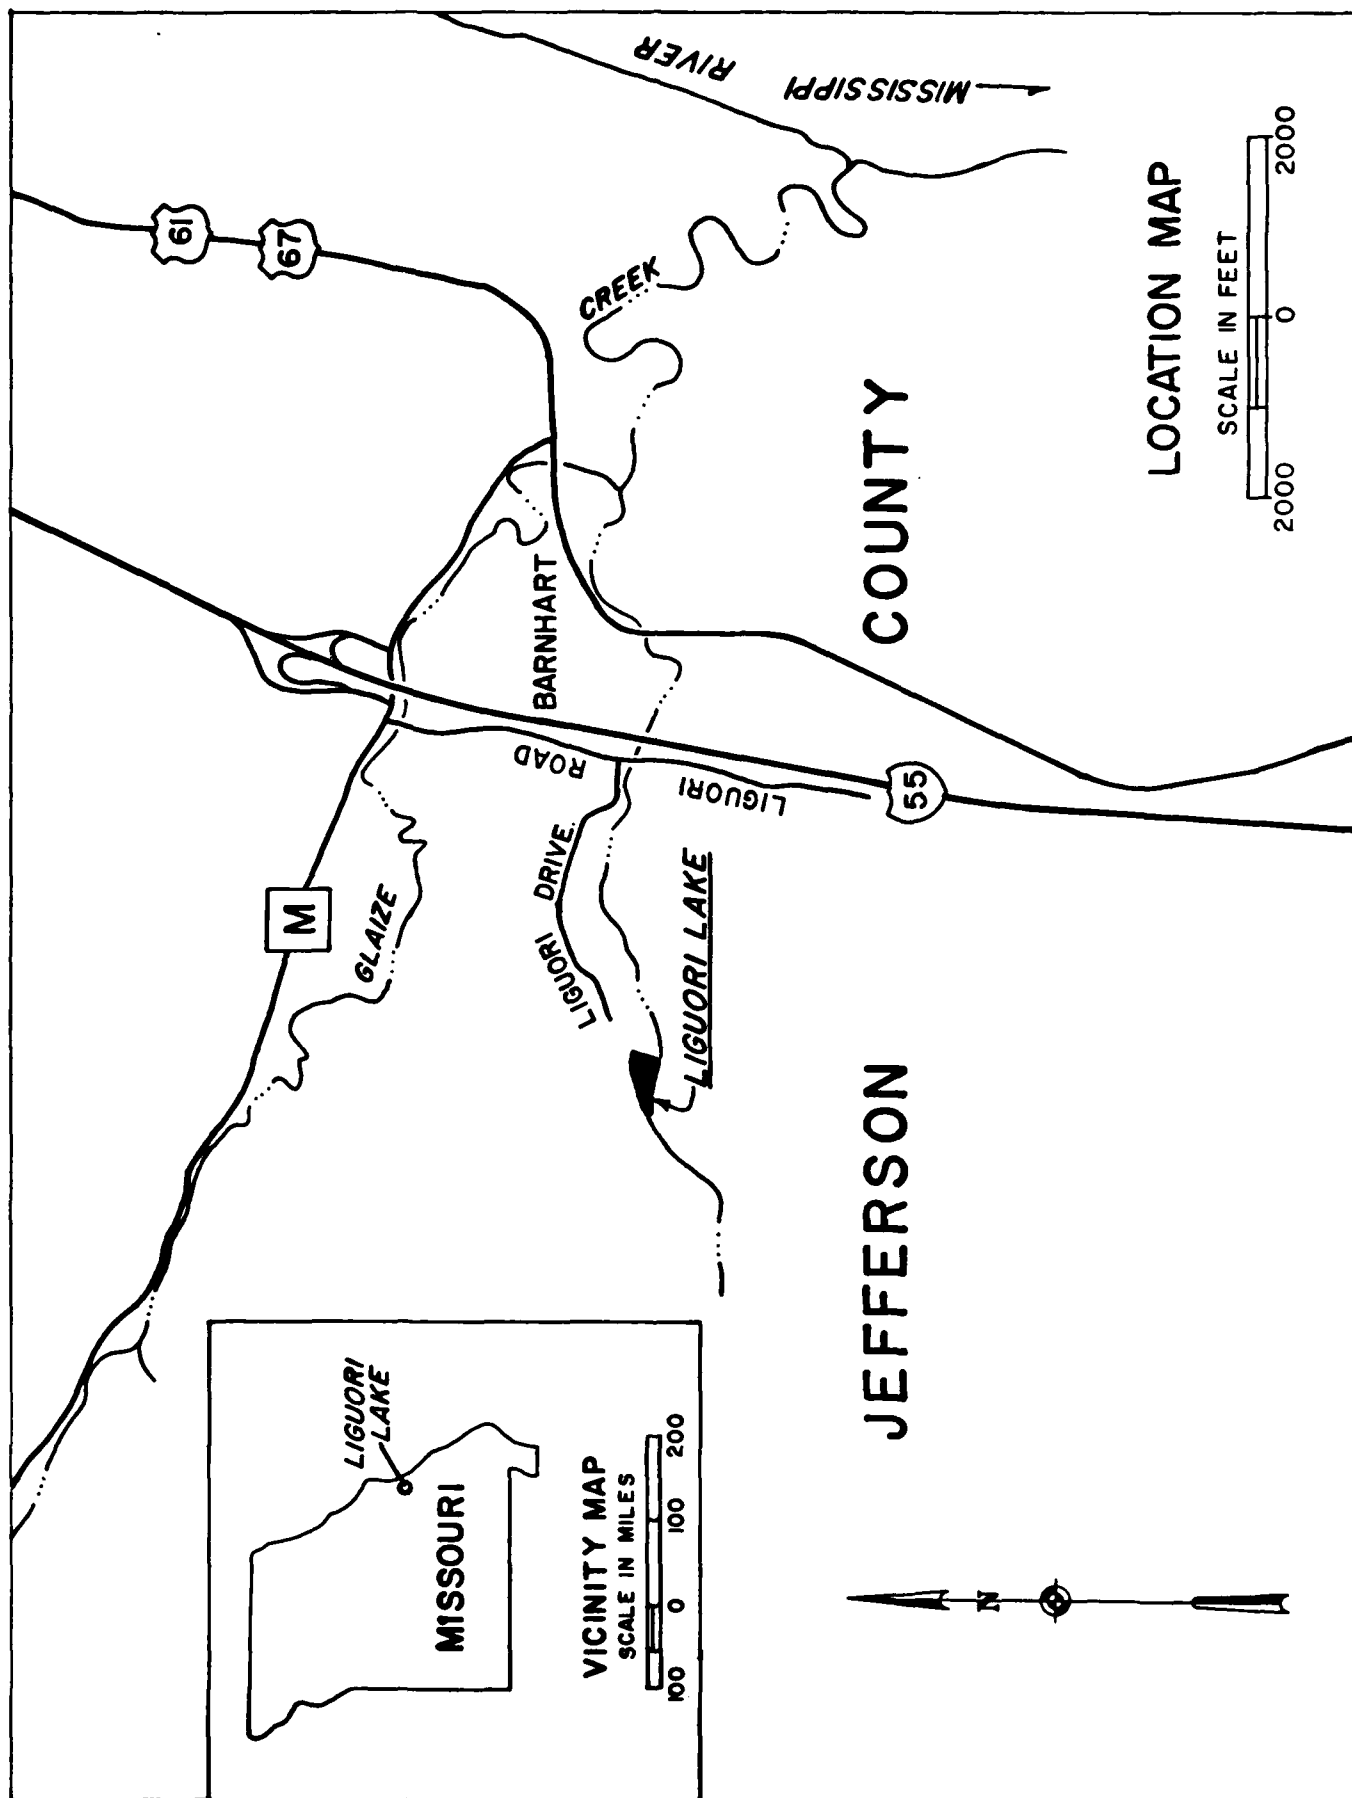 61
67
MISSISSIPPI
RIVER
CREEK
M
GLAIZE
BARNHART
ROAD
LIGUORI
LIGUORI DRIVE
55
LIGUORI LAKE
JEFFERSON COUNTY
LIGUORI
LAKE
MISSOURI
VICINITY MAP
SCALE IN MILES
100 0 100 200
N
LOCATION MAP
SCALE IN FEET
2000 0 2000